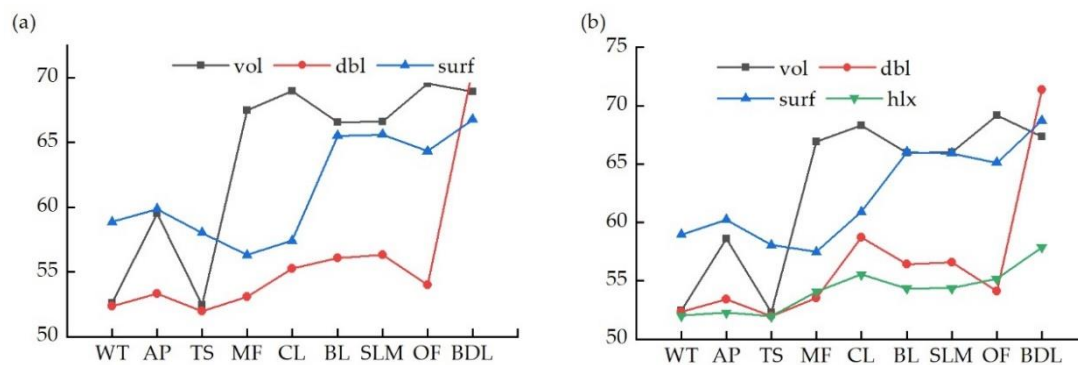 (a)
vol dbl surf
70
65
60
55
50
WT AP TS MF CL BL SLM OF BDL
(b)
75
vol dbl
surf hlx
70
65
60
55
50
WT AP TS MF CL BL SLM OF BDL